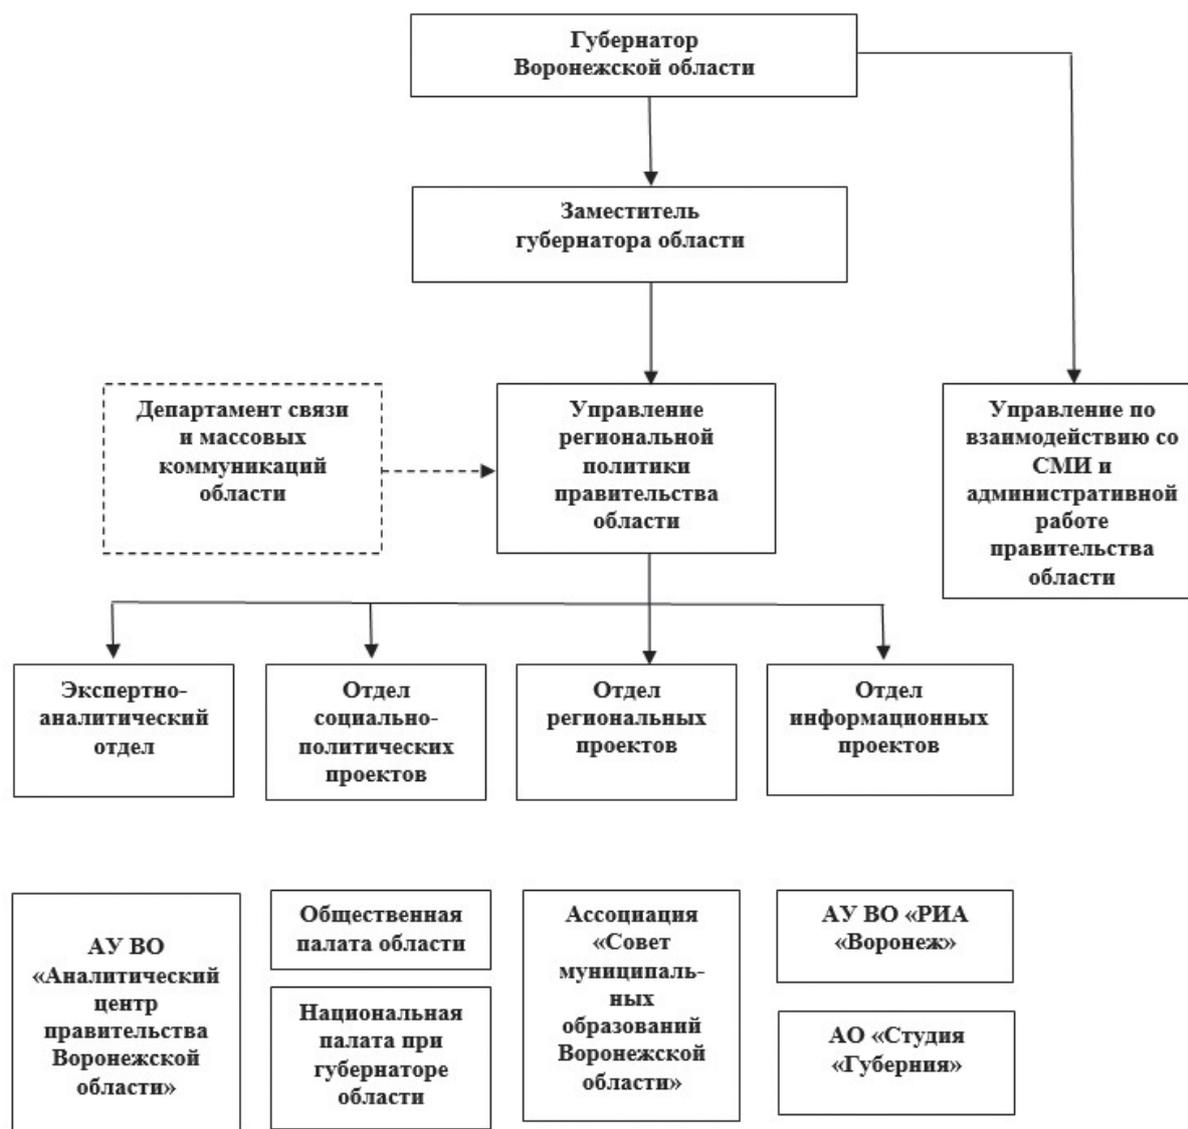 Губернатор
Воронежской области
Заместитель
губернатора области
Департамент связи
и массовых
коммуникаций
области
Управление
региональной
политики
правительства
области
Управление по
взаимодействию со
СМИ и
административной
работе
правительства
области
Экспертно-
аналитический
отдел
Отдел
социально-
политических
проектов
Отдел
региональных
проектов
Отдел
информационных
проектов
АУ ВО
«Аналитический
центр
правительства
Воронежской
области»
Общественная
палата области
Национальная
палата при
губернаторе
области
Ассоциация
«Совет
муниципаль-
ных
образований
Воронежской
области»
АУ ВО «РИА
«Воронеж»
АО «Студия
«Губерния»